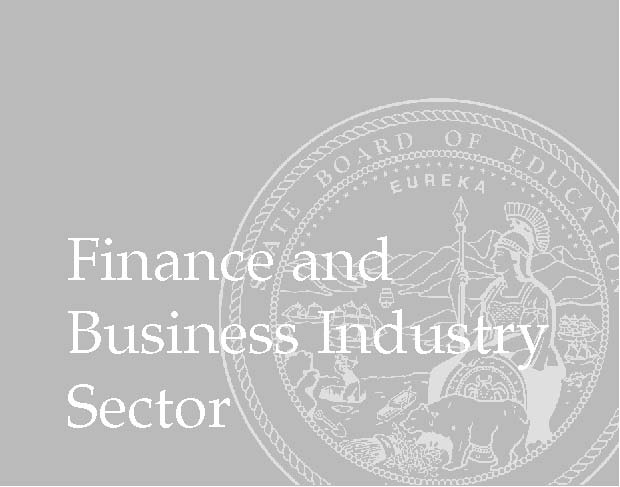 STATE BOARD OF EDUCATION
EUREKA
Finance and
Business Industry
Sector